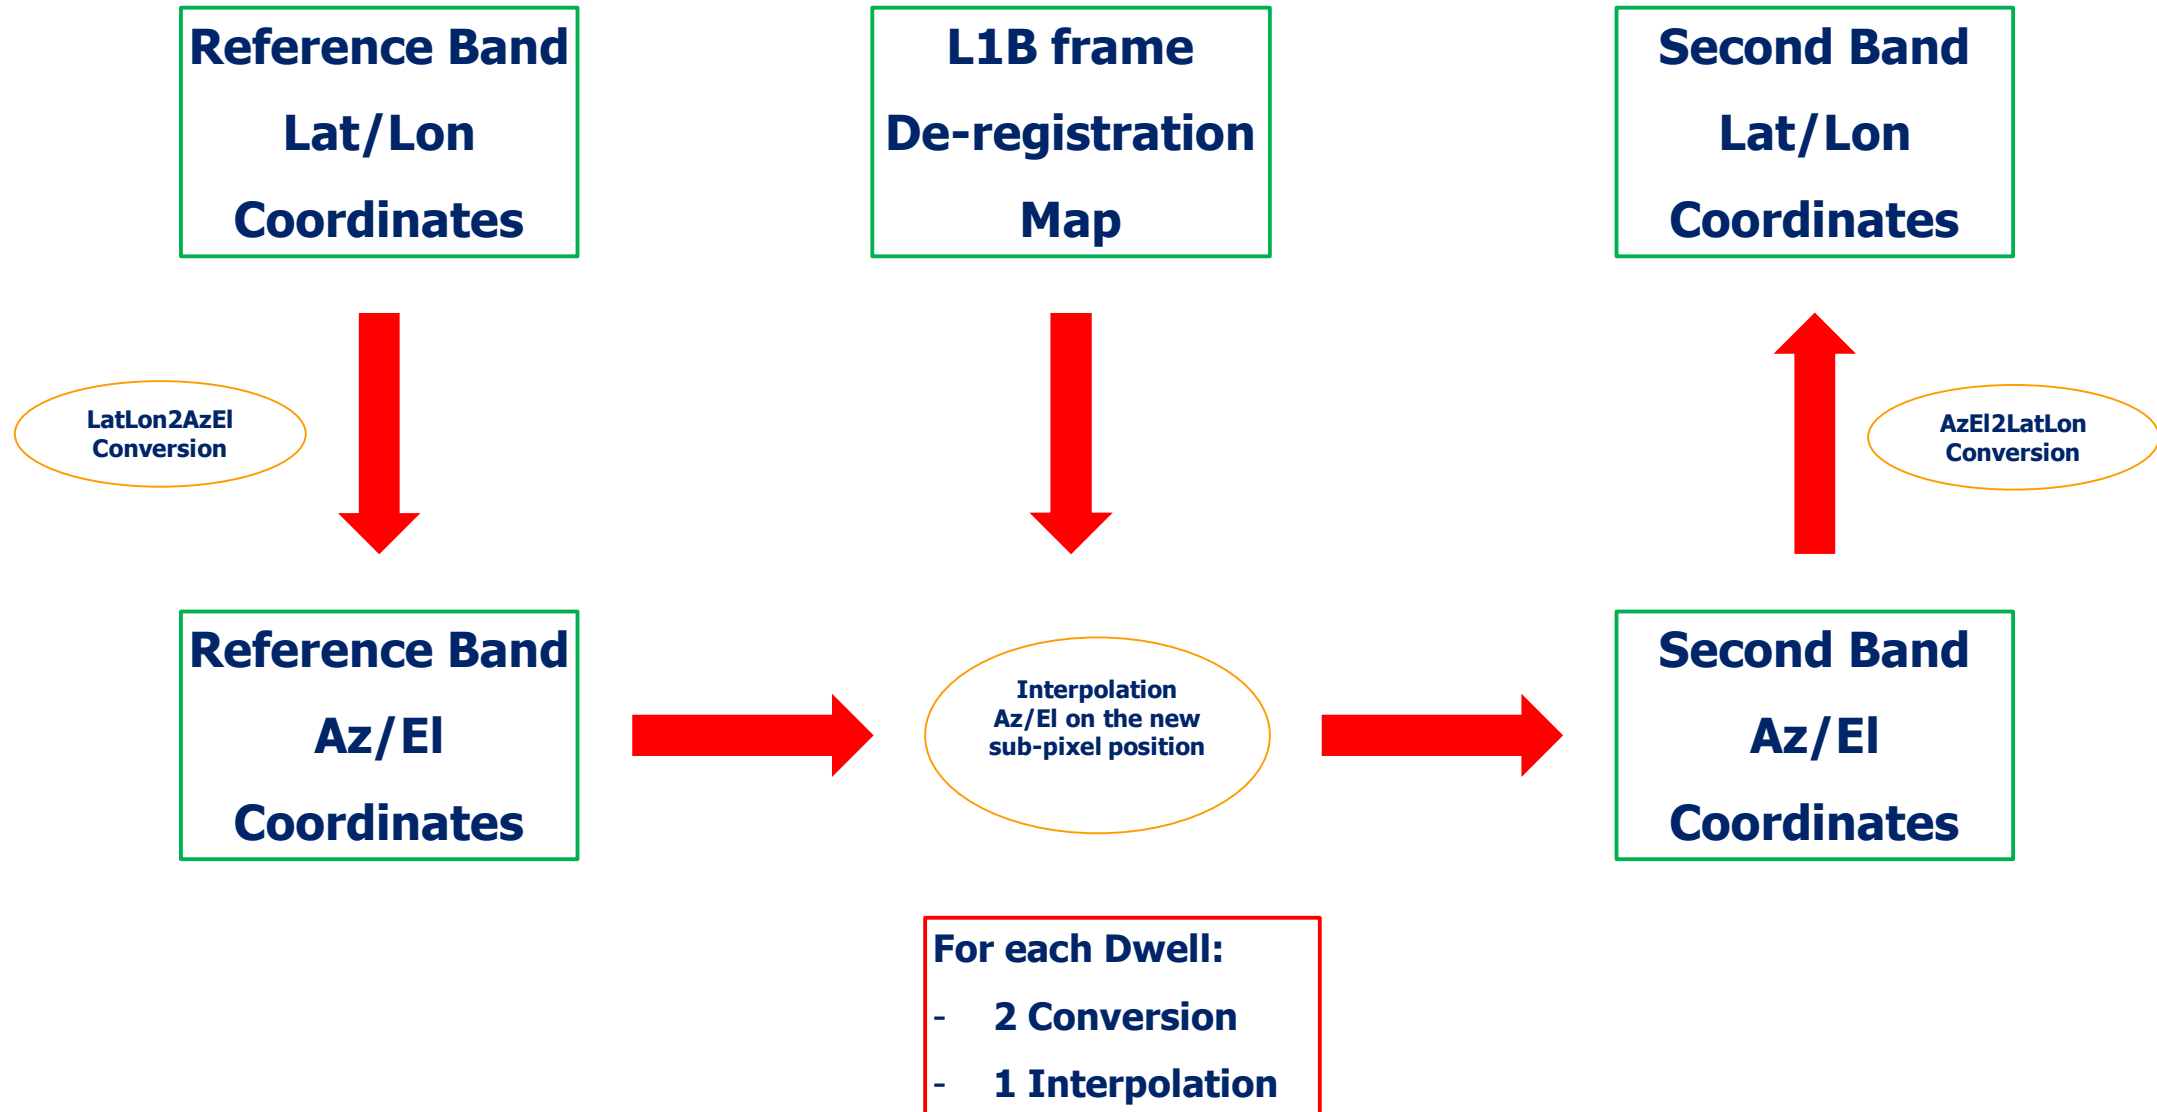 Reference Band
Lat/Lon
Coordinates
L1B frame
De-registration
Map
Second Band
Lat/Lon
Coordinates
LatLon2AzEl
Conversion
AzEl2LatLon
Conversion
Reference Band
Az/El
Coordinates
Interpolation
Az/El on the new
sub-pixel position
Second Band
Az/El
Coordinates
For each Dwell:
- 2 Conversion
- 1 Interpolation